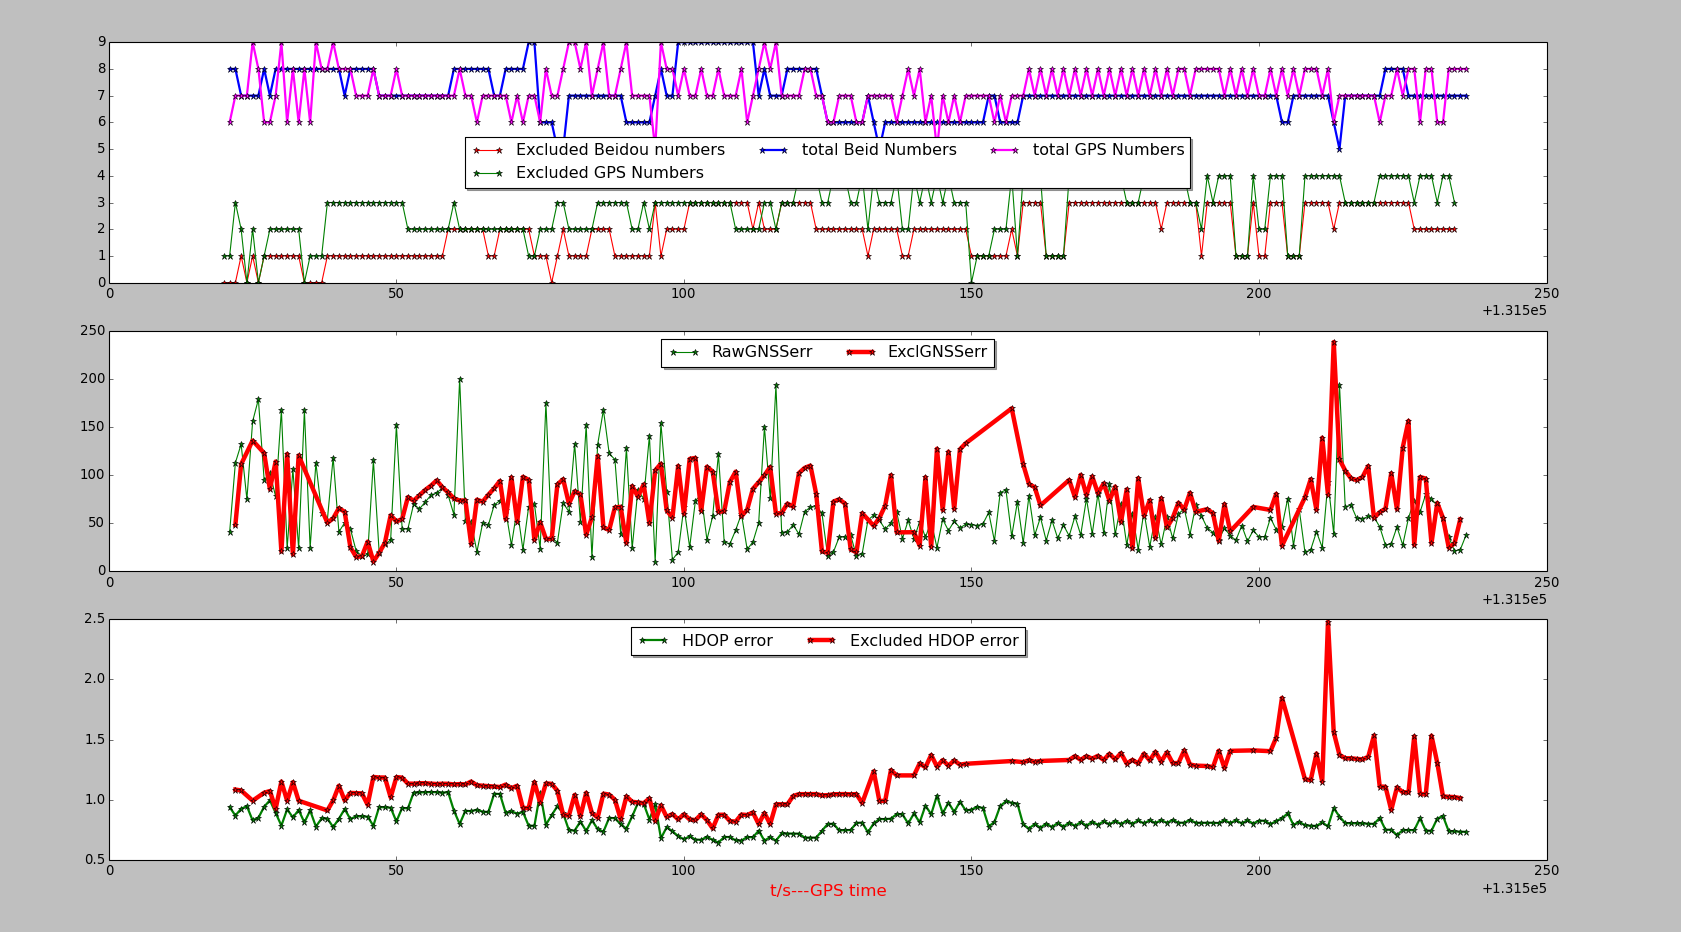 9
8
7
6
5
4
3
2
1
0
Excluded Beidou numbers total Beid Numbers total GPS Numbers
Excluded GPS Numbers
0 50 100 150 200 250
+1.315e5
250
200
150
100
50
0
RawGNSSerr ExclGNSSerr
0 50 100 150 200 250
+1.315e5
2.5
2.0
1.5
1.0
0.5
HDOP error Excluded HDOP error
0 50 100 150 200 250
+1.315e5
t/s---GPS time